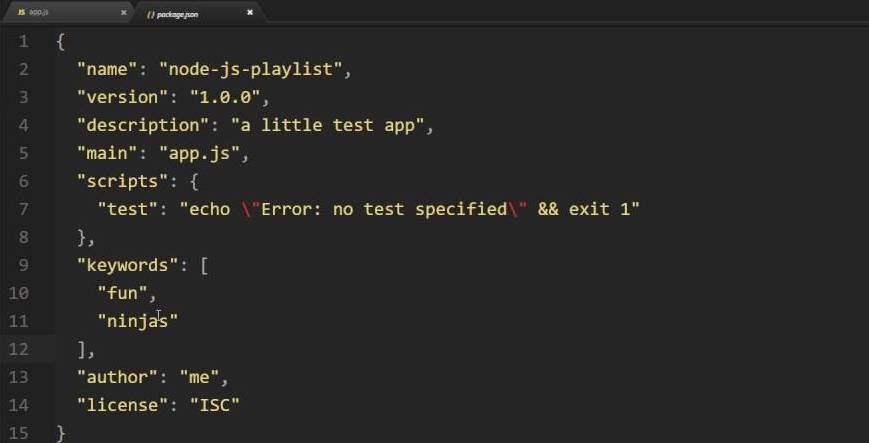 JS app.js × {} package.json ×
1 {
2 "name": "node-js-playlist",
3 "version": "1.0.0",
4 "description": "a little test app",
5 "main": "app.js",
6 "scripts": {
7 "test": "echo \"Error: no test specified\" && exit 1"
8 },
9 "keywords": [
10 "fun",
11 "ninjas"
12 ],
13 "author": "me",
14 "license": "ISC"
15 }